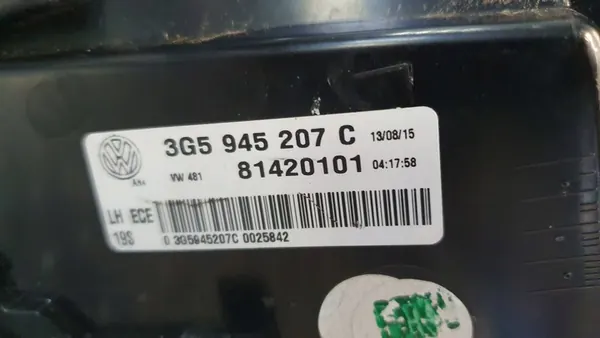 3G5 945 207 C 13/08/15
VW 481 81420101 04:17:58
LH ECE
19S 0 3G5945207C 0025842